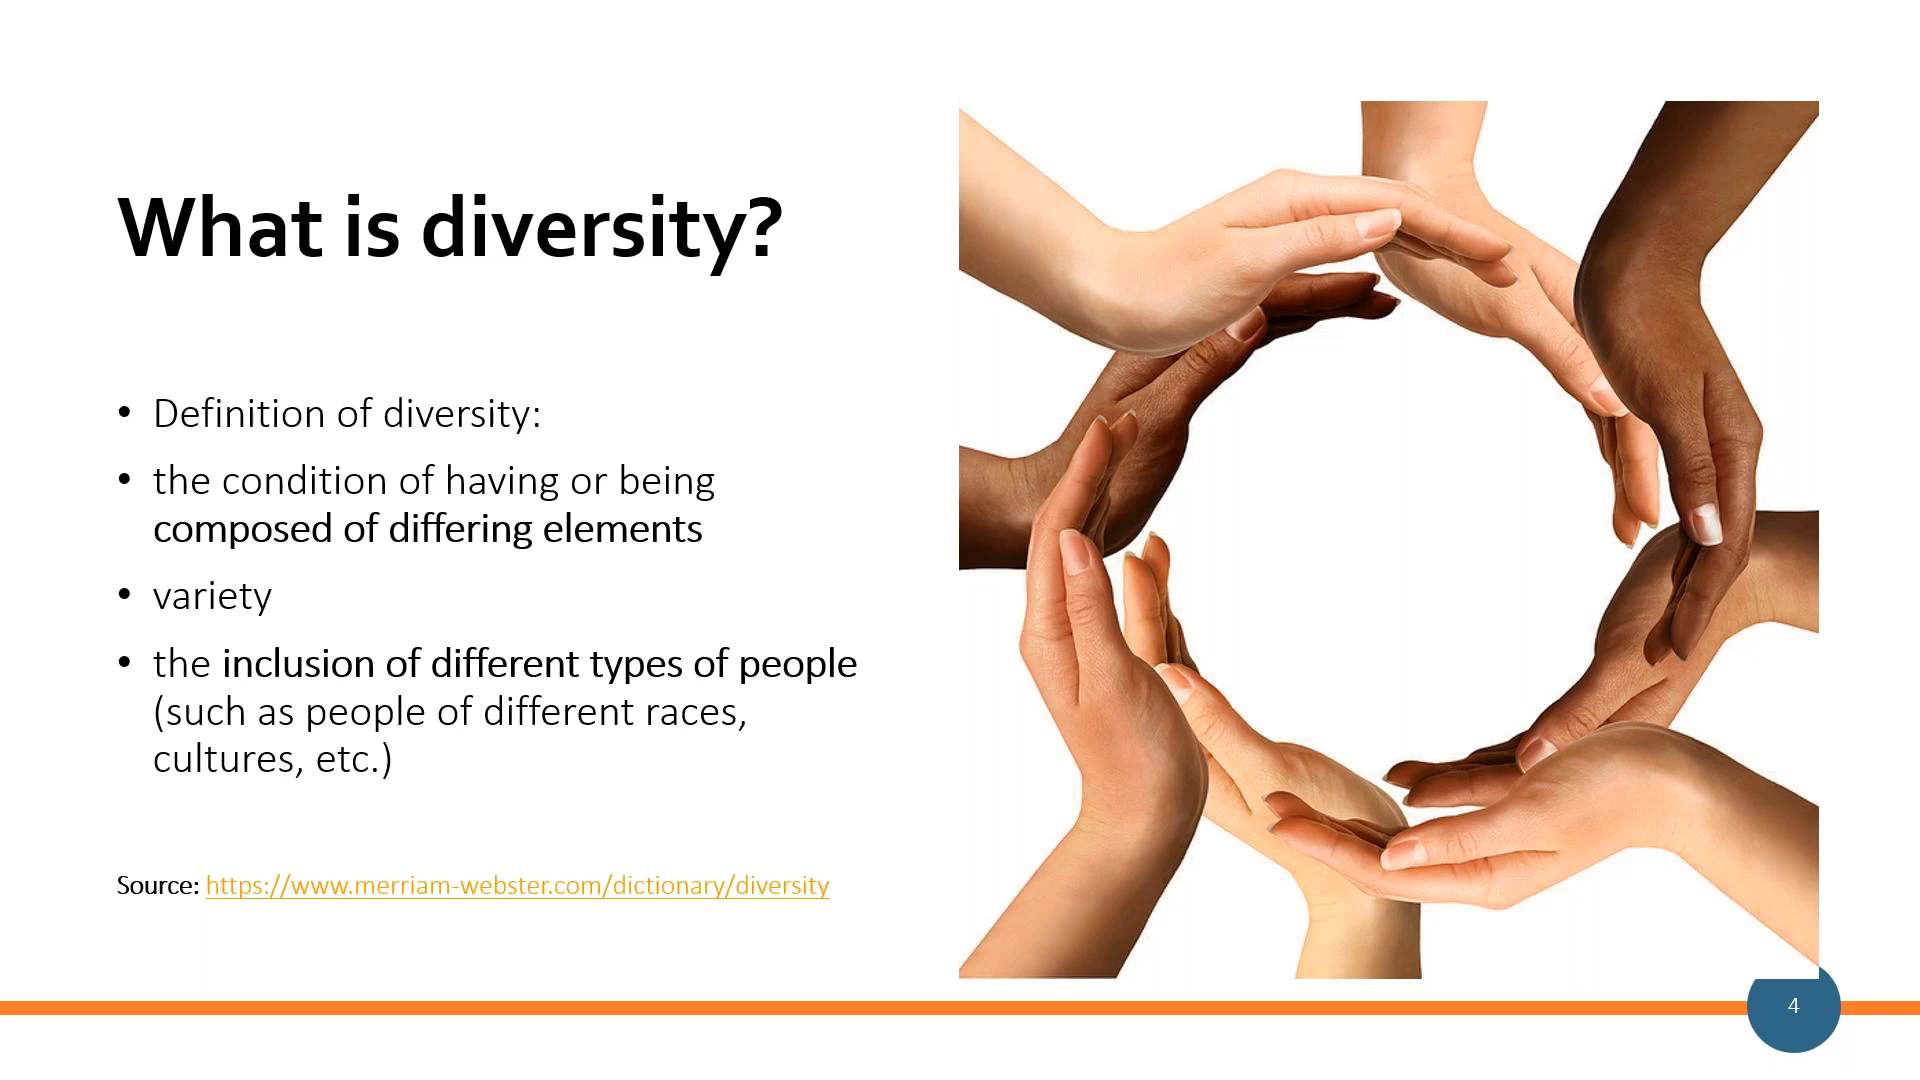 What is diversity?
• Definition of diversity:
• the condition of having or being
composed of differing elements
• variety
• the inclusion of different types of people
(such as people of different races,
cultures, etc.)
Source: https://www.merriam-webster.com/dictionary/diversity
4